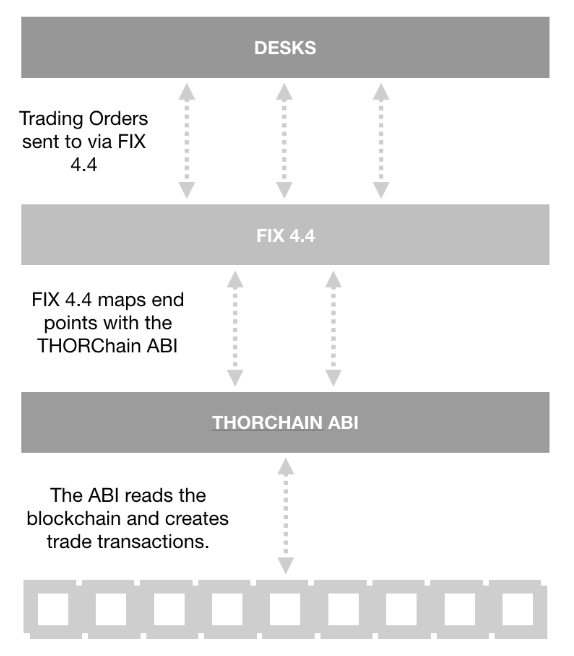 DESKS
Trading Orders
sent to via FIX
4.4
FIX 4.4
FIX 4.4 maps end
points with the
THORChain ABI
THORCHAIN ABI
The ABI reads the
blockchain and creates
trade transactions.